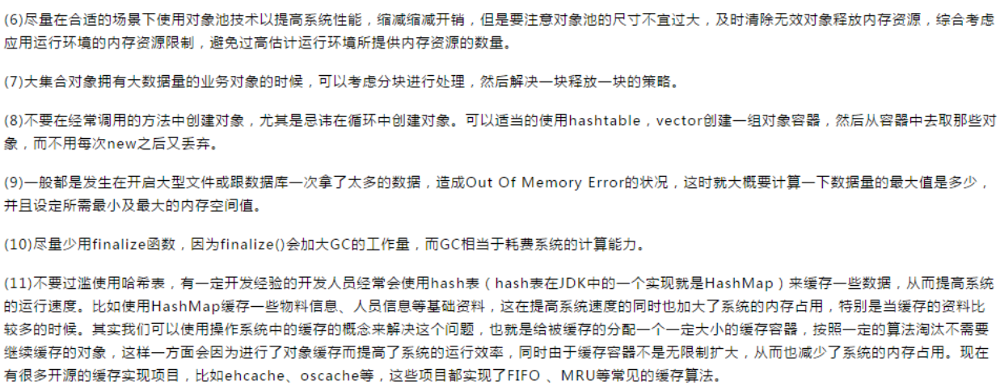 (6)尽量在合适的场景下使用对象池技术以提高系统性能，缩减缩减开销，但是要注意对象池的尺寸不宜过大，及时清除无效对象释放内存资源，综合考虑
应用运行环境的内存资源限制，避免过高估计运行环境所提供内存资源的数量。
(7)大集合对象拥有大数据量的业务对象的时候，可以考虑分块进行处理，然后解决一块释放一块的策略。
(8)不要在经常调用的方法中创建对象，尤其是忌讳在循环中创建对象。可以适当的使用hashtable，vector创建一组对象容器，然后从容器中去取那些对
象，而不用每次new之后又丢弃。
(9)一般都是发生在开启大型文件或跟数据库一次拿了太多的数据，造成Out Of Memory Error的状况，这时就大概要计算一下数据量的最大值是多少，
并且设定所需最小及最大的内存空间值。
(10)尽量少用finalize函数，因为finalize()会加大GC的工作量，而GC相当于耗费系统的计算能力。
(11)不要过滥使用哈希表，有一定开发经验的开发人员经常会使用hash表（hash表在JDK中的一个实现就是HashMap）来缓存一些数据，从而提高系统
的运行速度。比如使用HashMap缓存一些物料信息、人员信息等基础资料，这在提高系统速度的同时也加大了系统的内存占用，特别是当缓存的资料比
较多的时候。其实我们可以使用操作系统中的缓存的概念来解决这个问题，也就是给被缓存的分配一个一定大小的缓存容器，按照一定的算法淘汰不需要
继续缓存的对象，这样一方面会因为进行了对象缓存而提高了系统的运行效率，同时由于缓存容器不是无限制扩大，从而也减少了系统的内存占用。现在
有很多开源的缓存实现项目，比如ehcache、oscache等，这些项目都实现了FIFO 、MRU等常见的缓存算法。